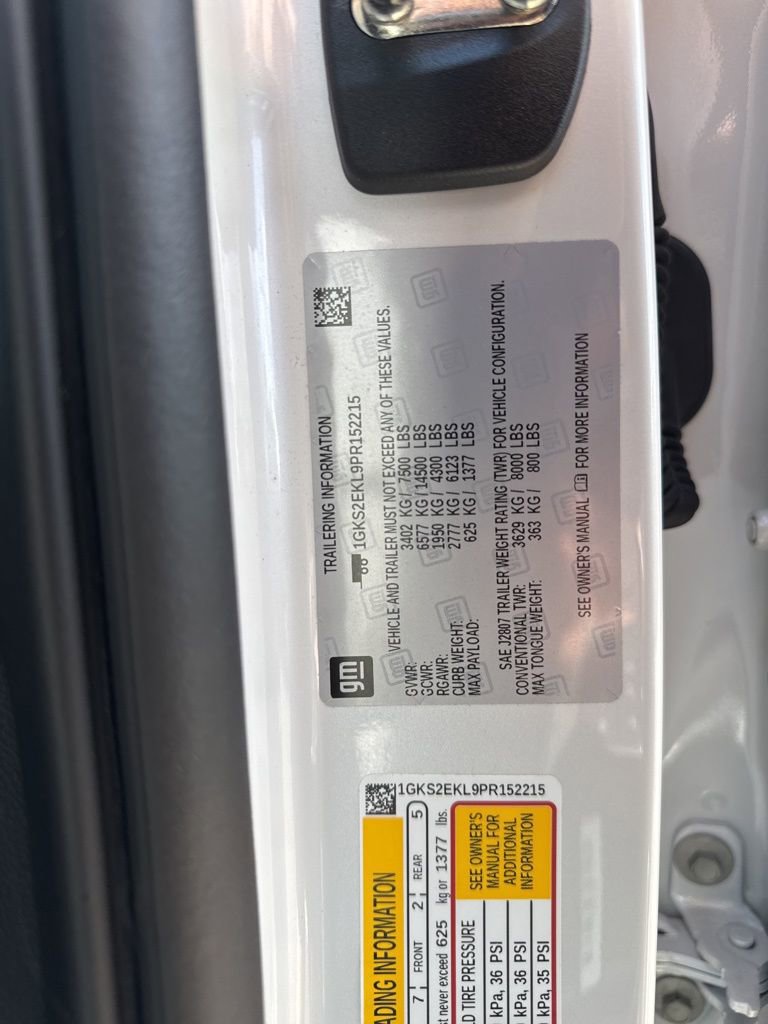 gm
TRAILERING INFORMATION
1GKS2EKL9PR152215
VEHICLE AND TRAILER MUST NOT EXCEED ANY OF THESE VALUES.
GVWR: 3402 KG / 7500 LBS
GCWR: 6577 KG / 14500 LBS
RGAWR: 1950 KG / 4300 LBS
CURB WEIGHT: 2777 KG / 6123 LBS
MAX PAYLOAD: 625 KG / 1377 LBS
SAE J2807 TRAILER WEIGHT RATING (TWR) FOR VEHICLE CONFIGURATION.
CONVENTIONAL TWR: 3629 KG / 8000 LBS
MAX TONGUE WEIGHT: 363 KG / 800 LBS
SEE OWNER'S MANUAL FOR MORE INFORMATION
1GKS2EKL9PR152215
INFORMATION
7 FRONT 2 REAR 5
never exceed 625 kg or 1377 lbs.
TIRE PRESSURE
kPa, 36 PSI
kPa, 36 PSI
kPa, 35 PSI
SEE OWNER'S
MANUAL FOR
ADDITIONAL
INFORMATION